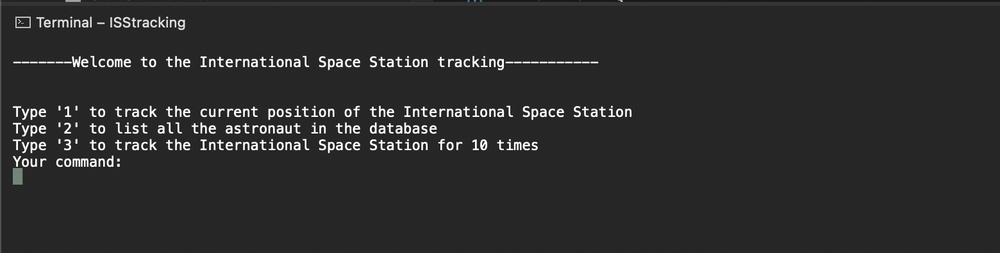 Terminal – ISStracking
-------Welcome to the International Space Station tracking-----------
Type '1' to track the current position of the International Space Station
Type '2' to list all the astronaut in the database
Type '3' to track the International Space Station for 10 times
Your command: